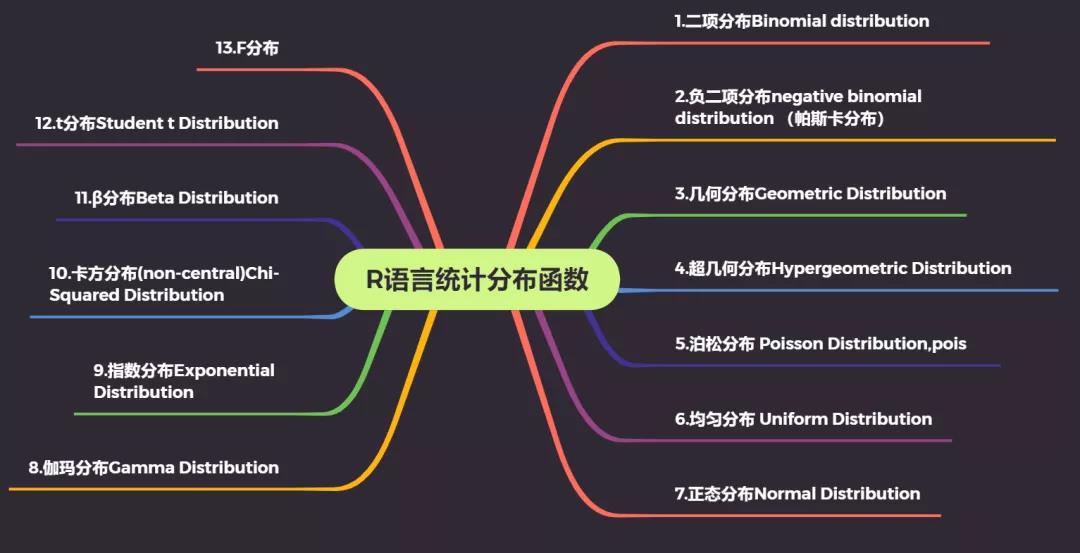 R语言统计分布函数
1.二项分布Binomial distribution
2.负二项分布negative binomial
distribution （帕斯卡分布）
3.几何分布Geometric Distribution
4.超几何分布Hypergeometric Distribution
5.泊松分布 Poisson Distribution,pois
6.均匀分布 Uniform Distribution
7.正态分布Normal Distribution
8.伽玛分布Gamma Distribution
9.指数分布Exponential
Distribution
10.卡方分布(non-central)Chi-
Squared Distribution
11.β分布Beta Distribution
12.t分布Student t Distribution
13.F分布